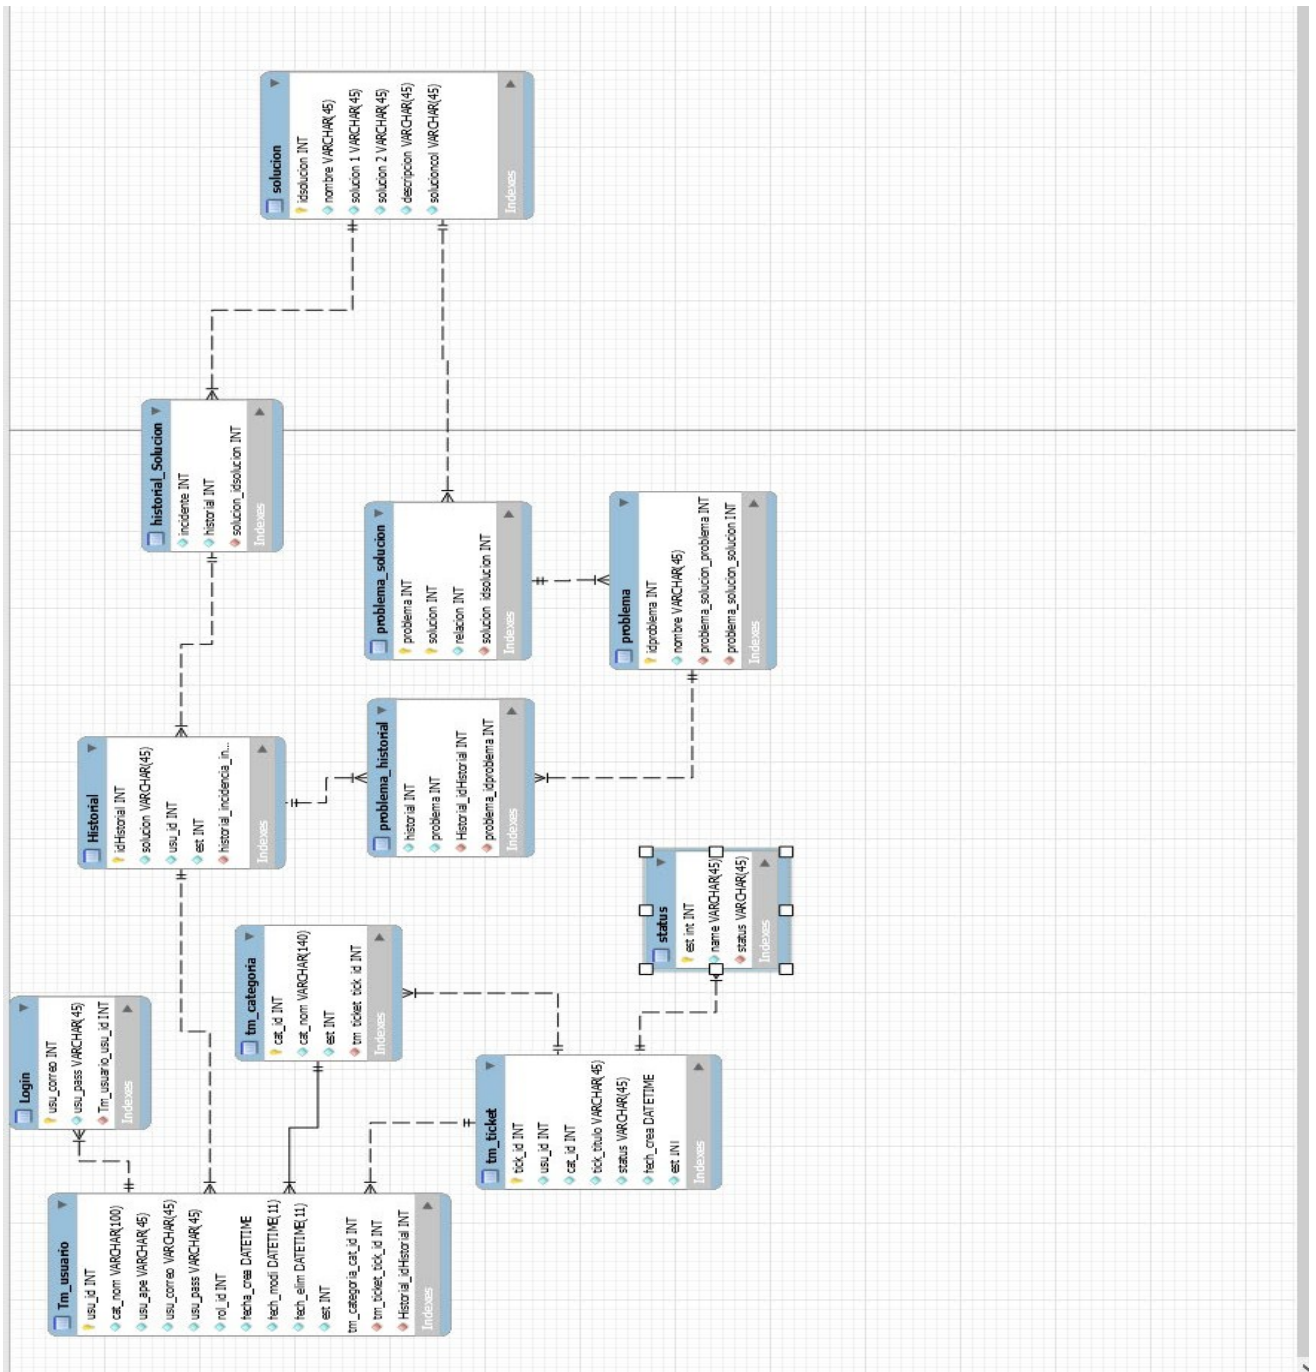 solucion
idsolucion INT
nombre VARCHAR(45)
solucion 1 VARCHAR(45)
solucion 2 VARCHAR(45)
descripcion VARCHAR(45)
solucioncol VARCHAR(45)
Indexes
historial_Solucion
incidente INT
historial INT
solucion_idsolucion INT
Indexes
problema_solucion
problema INT
solucion INT
relacion INT
solucion_idsolucion INT
Indexes
problema
idproblema INT
nombre VARCHAR(45)
problema_solucion_problema INT
problema_solucion_solucion INT
Indexes
Historial
idHistorial INT
solucion VARCHAR(45)
usu_id INT
est INT
historial_incidencia_in...
Indexes
problema_historial
historial INT
problema INT
Historial_idHistorial INT
problema_idproblema INT
Indexes
status
est int INT
name VARCHAR(45)
status VARCHAR(45)
Indexes
Login
usu_correo INT
usu_pass VARCHAR(45)
Tm_usuario_usu_id INT
Indexes
tm_categoria
cat_id INT
cat_nom VARCHAR(140)
est INT
tm_ticket_tick_id INT
Indexes
tm_ticket
tick_id INT
usu_id INT
cat_id INT
tick_titulo VARCHAR(45)
status VARCHAR(45)
fech_crea DATETIME
est INT
Indexes
Tm_usuario
usu_id INT
cat_nom VARCHAR(100)
usu_ape VARCHAR(45)
usu_correo VARCHAR(45)
usu_pass VARCHAR(45)
rol_id INT
fecha_crea DATETIME
fech_modi DATETIME(11)
fech_elim DATETIME(11)
est INT
tm_categoria_cat_id INT
tm_ticket_tick_id INT
Historial_idHistorial INT
Indexes